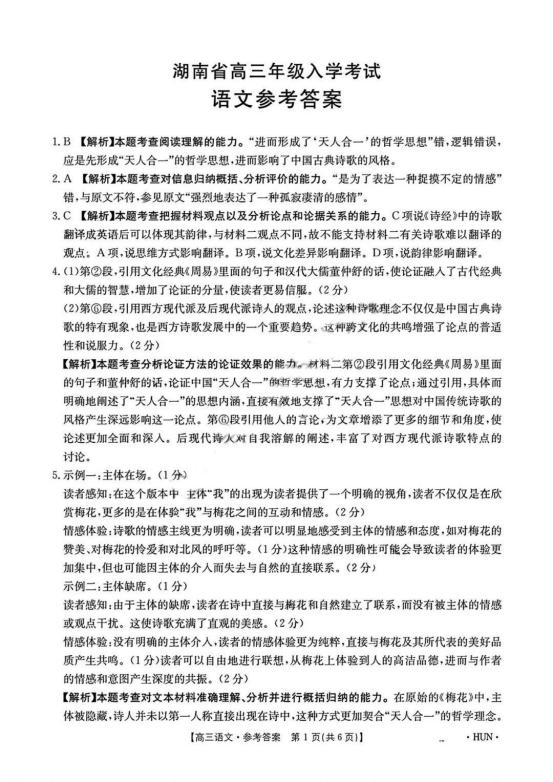 湖南省高三年级入学考试
语文参考答案
1. B 【解析】本题考查阅读理解的能力。“进而形成了‘天人合一’的哲学思想”错,逻辑错误,
应是先形成“天人合一”的哲学思想,进而影响了中国古典诗歌的风格。
2. A 【解析】本题考查对信息归纳概括、分析评价的能力。“是为了表达一种捉摸不定的情感”
错,与原文不符,参见原文“强烈地表达了一种孤寂凄清的感情”。
3. C 【解析】本题考查把握材料观点以及分析论点和论据关系的能力。C项说《诗经》中的诗歌
翻译成英语后可以体现其韵律,与材料二观点不同,故不能支持材料二有关诗歌难以翻译的
观点;A项,说思维方式影响翻译。B项,说文化差异影响翻译。D项,说韵律影响翻译。
4. (1)第②段,引用文化经典《周易》里面的句子和汉代大儒董仲舒的话,使论证融入了古代经典
和大儒的智慧,增加了论证的分量,使读者更易信服。(2分)
(2)第⑥段,引用西方现代派及后现代派诗人的观点,论述这种诗歌理念不仅仅是中国古典诗
歌的特有现象,也是西方诗歌发展中的一个重要趋势。这种跨文化的共鸣增强了论点的普适
性和说服力。(2分)
【解析】本题考查分析论证方法的论证效果的能力。材料二第②段引用文化经典《周易》里面
的句子和董仲舒的话,论证中国“天人合一”的哲学思想,有力支撑了论点;通过引用,具体而
明确地阐述了“天人合一”的思想内涵,直接有效地支撑了“天人合一”思想对中国传统诗歌的
风格产生深远影响这一论点。第⑥段引用他人的言论,为文章增添了更多的细节和角度,使
论述更加全面和深入。后现代诗人对自我溶解的阐述,丰富了对西方现代派诗歌特点的
讨论。
5. 示例一:主体在场。(1分)
读者感知:在这个版本中 主体“我”的出现为读者提供了一个明确的视角,读者不仅仅是在欣
赏梅花,更多的是在体验“我”与梅花之间的互动和情感。(2分)
情感体验:诗歌的情感主线更为明确,读者可以明显地感受到主体的情感和态度,如对梅花的
赞美、对梅花的怜爱和对北风的呼吁等。(1分)这种情感的明确性可能会导致读者的体验更
加集中,但也可能因主体的介入而失去与自然的直接联系。(2分)
示例二:主体缺席。(1分)
读者感知:由于主体的缺席,读者在诗中直接与梅花和自然建立了联系,而没有被主体的情感
或观点干扰。这使诗歌充满了直观的美感。(2分)
情感体验:没有明确的主体介入,读者的情感体验更为纯粹,直接与梅花及其所代表的美好品
质产生共鸣。(1分)读者可以自由地进行联想,从梅花上体验到人的高洁品德,进而与作者
的情感和意图产生深度的共振。(2分)
【解析】本题考查对文本材料准确理解、分析并进行概括归纳的能力。在原始的《梅花》中,主
体被隐藏,诗人并未以第一人称直接出现在诗中,这种方式更加契合“天人合一”的哲学理念。
【高三语文·参考答案 第1页(共6页)】 ·HUN·